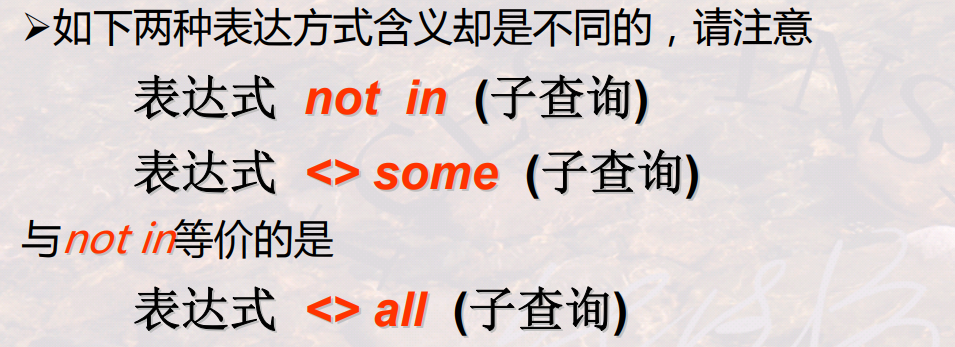 ➢如下两种表达方式含义却是不同的，请注意
表达式 not in (子查询)
表达式 <> some (子查询)
与not in等价的是
表达式 <> all (子查询)